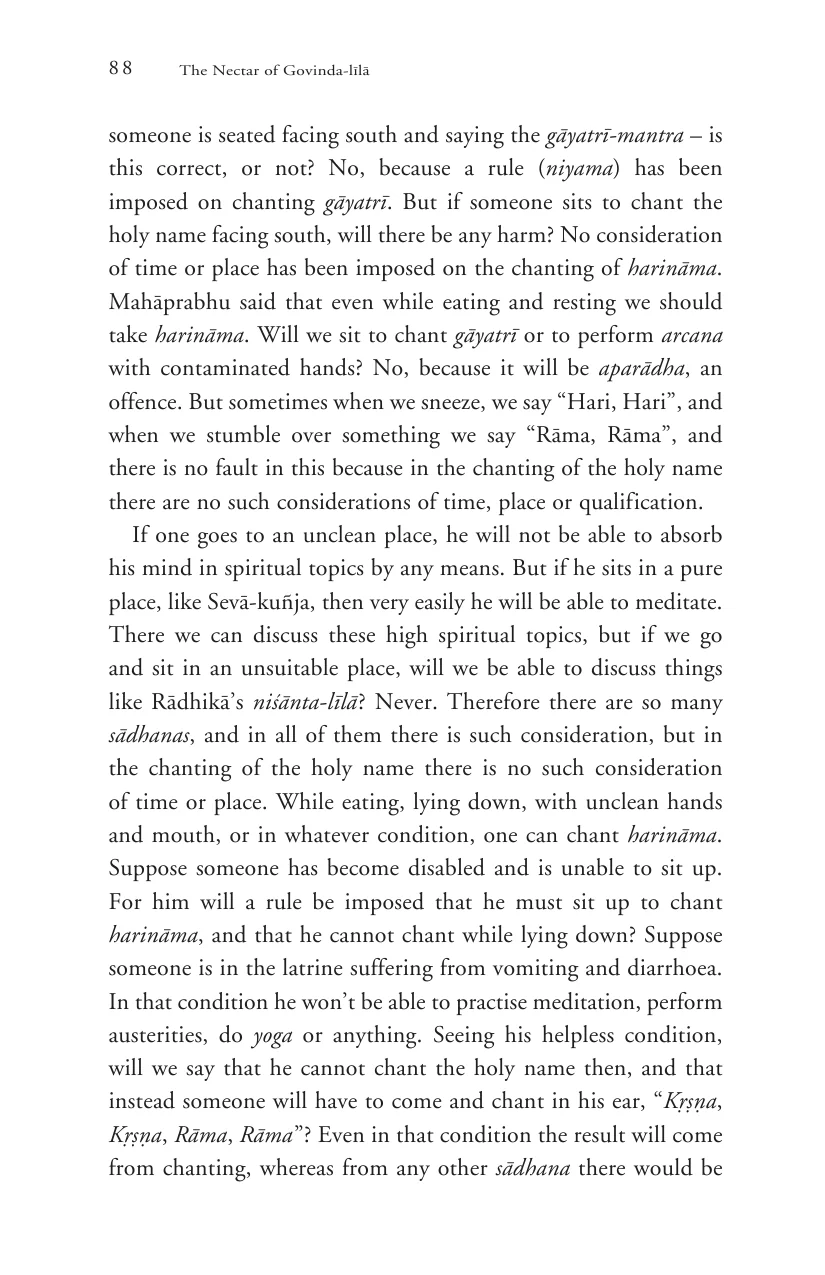 88 The Nectar of Govinda-līlā
someone is seated facing south and saying the gāyatrī-mantra – is
this correct, or not? No, because a rule (niyama) has been
imposed on chanting gāyatrī. But if someone sits to chant the
holy name facing south, will there be any harm? No consideration
of time or place has been imposed on the chanting of harināma.
Mahāprabhu said that even while eating and resting we should
take harināma. Will we sit to chant gāyatrī or to perform arcana
with contaminated hands? No, because it will be aparādha, an
offence. But sometimes when we sneeze, we say “Hari, Hari”, and
when we stumble over something we say “Rāma, Rāma”, and
there is no fault in this because in the chanting of the holy name
there are no such considerations of time, place or qualification.
If one goes to an unclean place, he will not be able to absorb
his mind in spiritual topics by any means. But if he sits in a pure
place, like Sevā-kuñja, then very easily he will be able to meditate.
There we can discuss these high spiritual topics, but if we go
and sit in an unsuitable place, will we be able to discuss things
like Rādhikā’s niśānta-līlā? Never. Therefore there are so many
sādhanas, and in all of them there is such consideration, but in
the chanting of the holy name there is no such consideration
of time or place. While eating, lying down, with unclean hands
and mouth, or in whatever condition, one can chant harināma.
Suppose someone has become disabled and is unable to sit up.
For him will a rule be imposed that he must sit up to chant
harināma, and that he cannot chant while lying down? Suppose
someone is in the latrine suffering from vomiting and diarrhoea.
In that condition he won’t be able to practise meditation, perform
austerities, do yoga or anything. Seeing his helpless condition,
will we say that he cannot chant the holy name then, and that
instead someone will have to come and chant in his ear, “Kṛṣṇa,
Kṛṣṇa, Rāma, Rāma”? Even in that condition the result will come
from chanting, whereas from any other sādhana there would be